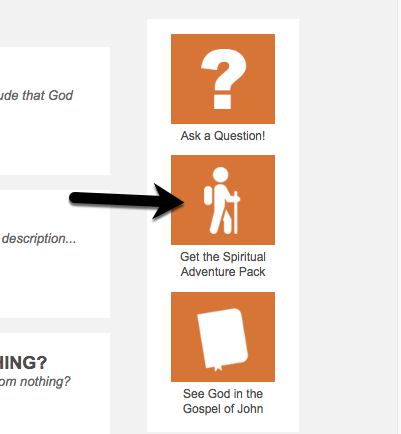 ude that God
description...
HING?
om nothing?
?
Ask a Question!
Get the Spiritual
Adventure Pack
See God in the
Gospel of John